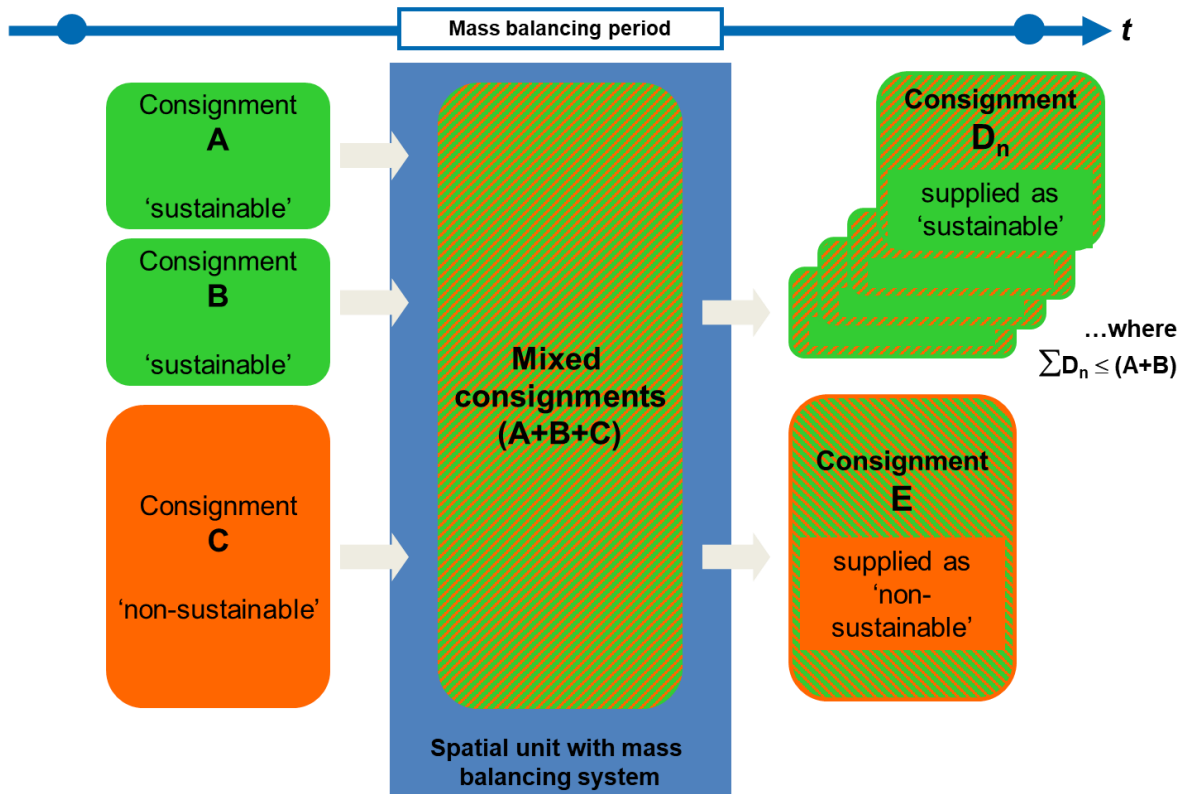 Mass balancing period
t
Consignment
A
‘sustainable’
Consignment
B
‘sustainable’
Consignment
C
‘non-sustainable’
Mixed
consignments
(A+B+C)
Spatial unit with mass
balancing system
Consignment
Dn
supplied as
‘sustainable’
…where
∑Dn ≤ (A+B)
Consignment
E
supplied as
‘non-
sustainable’